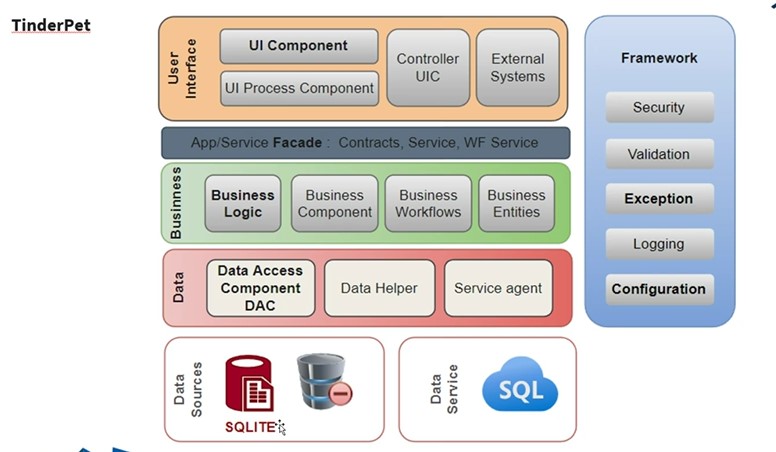 TinderPet
User
Interface
UI Component
UI Process Component
Controller
UIC
External
Systems
App/Service Facade : Contracts, Service, WF Service
Businness
Business
Logic
Business
Component
Business
Workflows
Business
Entities
Data
Data Access
Component
DAC
Data Helper
Service agent
Data
Sources
SQLITE
Data
Service
SQL
Framework
Security
Validation
Exception
Logging
Configuration